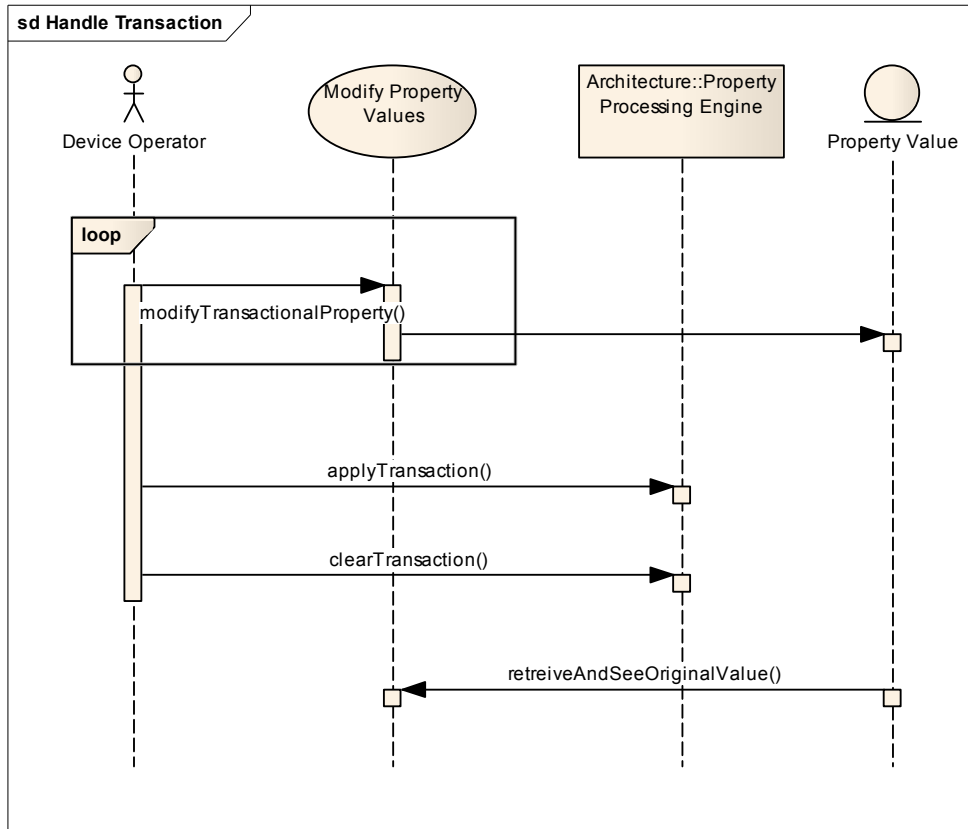 sd Handle Transaction
Device Operator
Modify Property
Values
Architecture::Property
Processing Engine
Property Value
loop
modifyTransactionalProperty()
applyTransaction()
clearTransaction()
retreiveAndSeeOriginalValue()